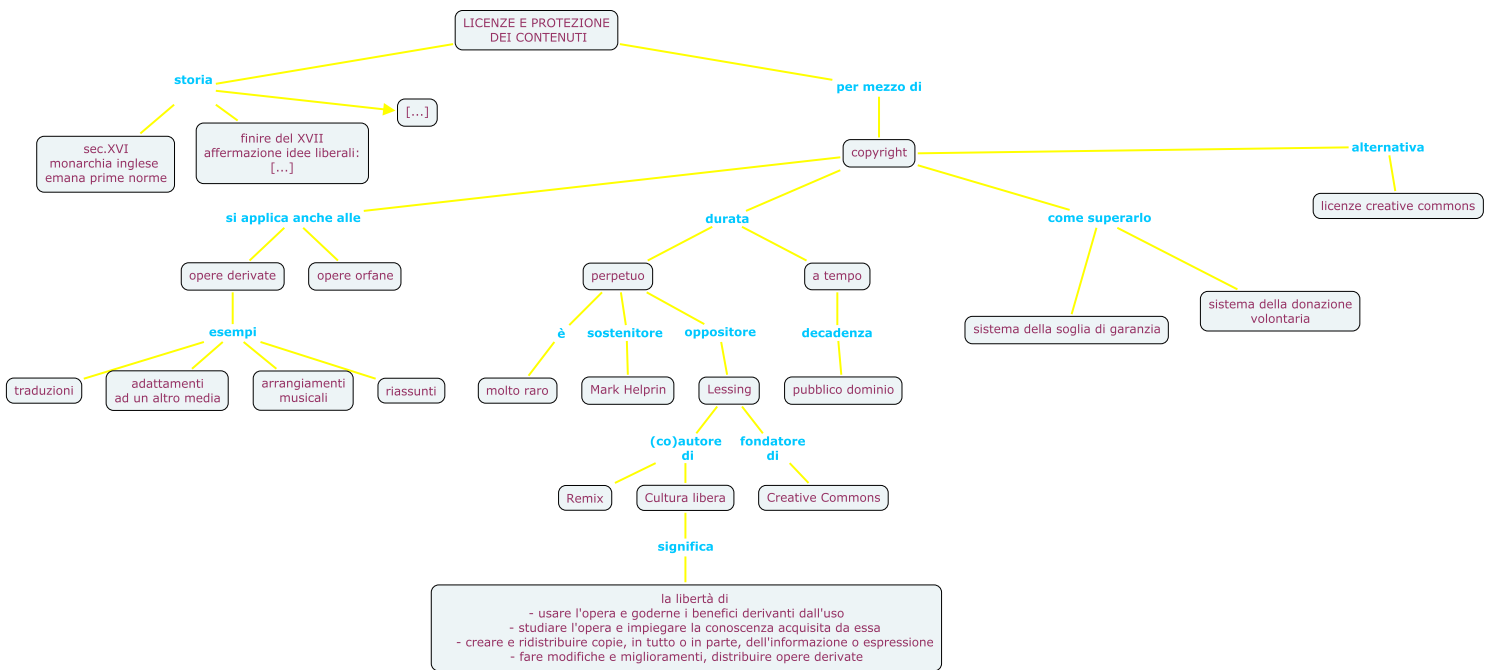 LICENZE E PROTEZIONE
DEI CONTENUTI
storia
per mezzo di
[...]
sec.XVI
monarchia inglese
emana prime norme
finire del XVII
affermazione idee liberali:
[...]
copyright
alternativa
licenze creative commons
si applica anche alle
durata
come superarlo
opere derivate
opere orfane
perpetuo
a tempo
sistema della soglia di garanzia
sistema della donazione
volontaria
esempi
è
sostenitore
oppositore
decadenza
traduzioni
adattamenti
ad un altro media
arrangiamenti
musicali
riassunti
molto raro
Mark Helprin
Lessing
pubblico dominio
(co)autore
di
fondatore
di
Remix
Cultura libera
Creative Commons
significa
la libertà di
- usare l'opera e goderne i benefici derivanti dall'uso
- studiare l'opera e impiegare la conoscenza acquisita da essa
- creare e ridistribuire copie, in tutto o in parte, dell'informazione o espressione
- fare modifiche e miglioramenti, distribuire opere derivate